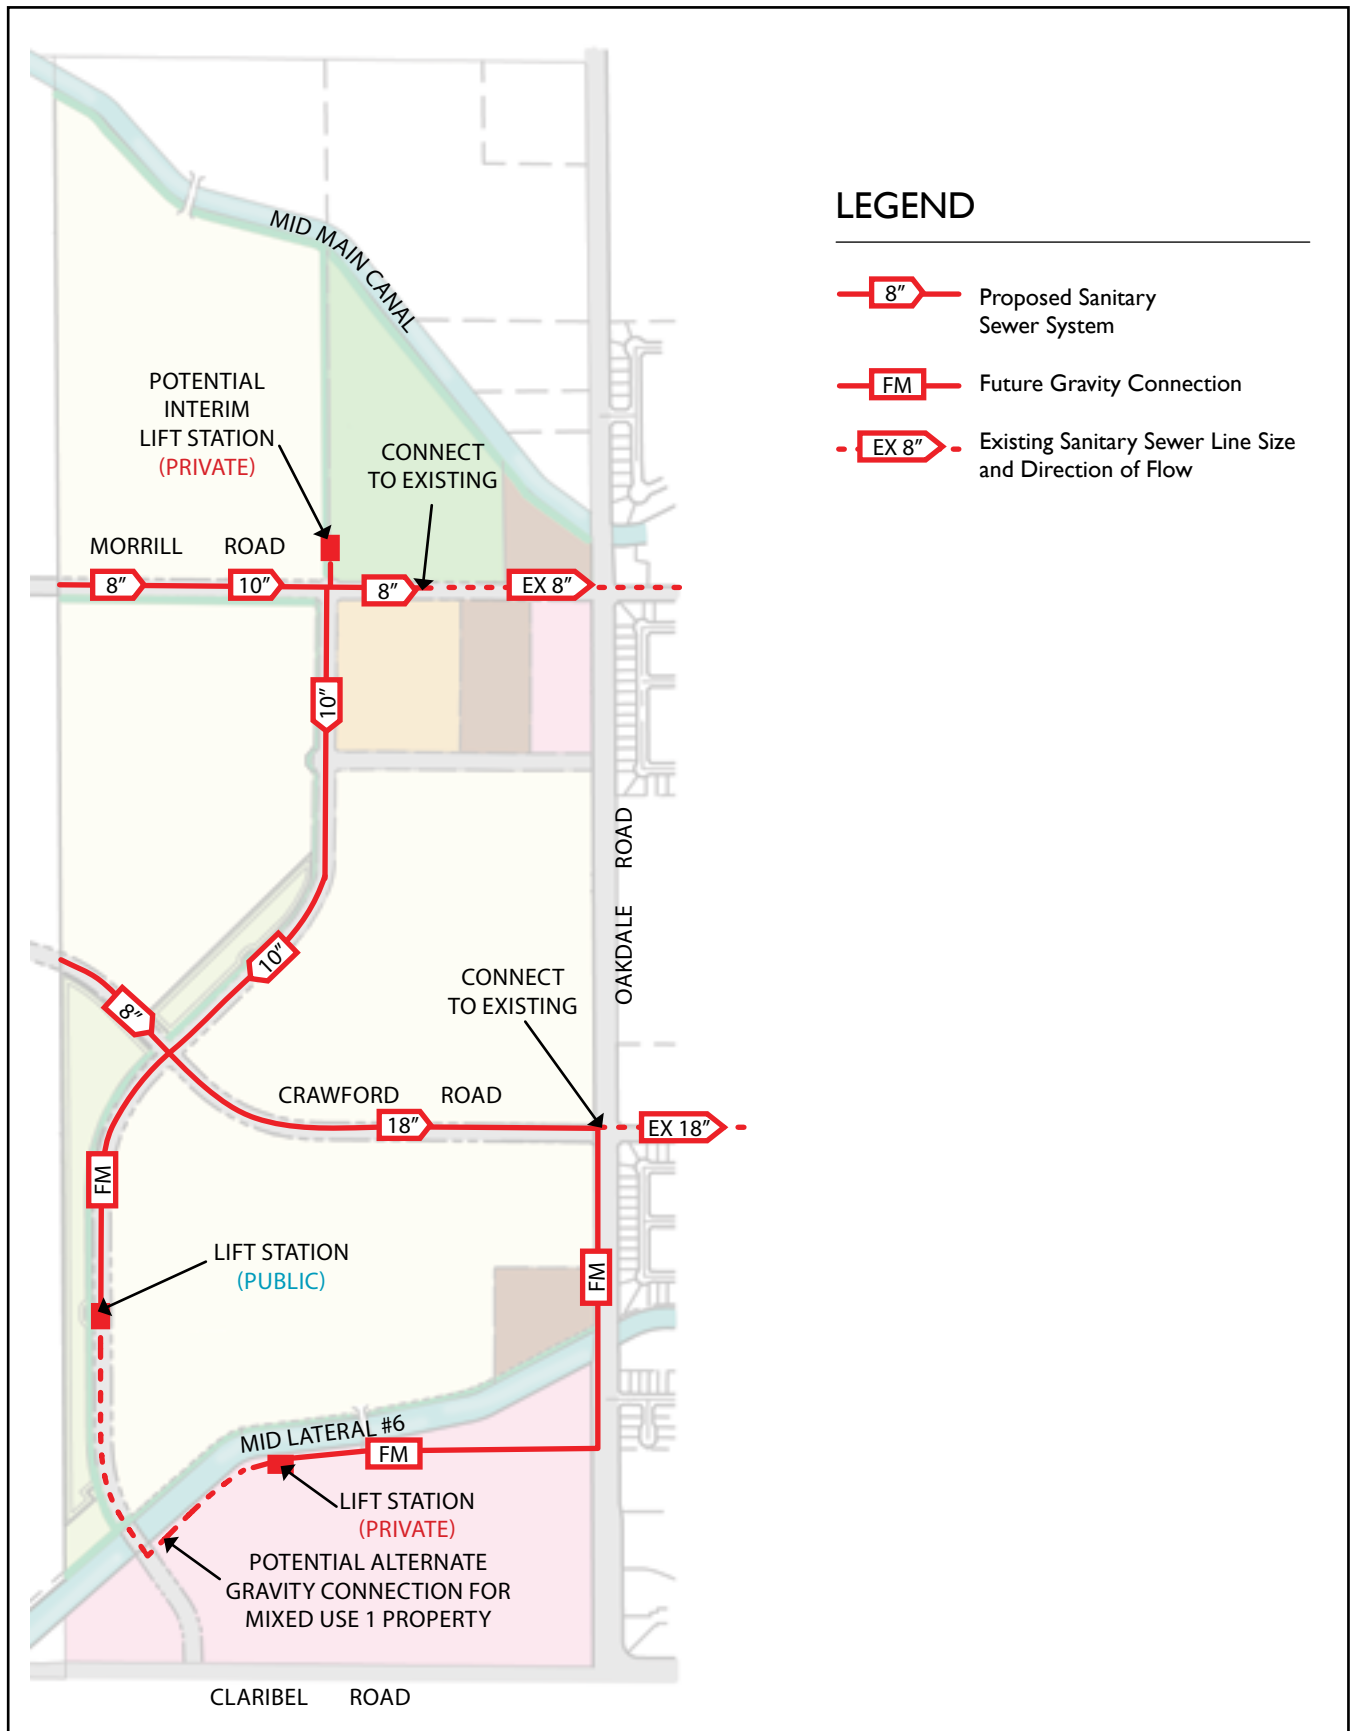 LEGEND
8”
Proposed Sanitary
Sewer System
FM
Future Gravity Connection
EX 8”
Existing Sanitary Sewer Line Size
and Direction of Flow
MID MAIN CANAL
POTENTIAL
INTERIM
LIFT STATION
(PRIVATE)
CONNECT
TO EXISTING
MORRILL ROAD
8”
10”
8”
EX 8”
10”
OAKDALE ROAD
10”
8”
CONNECT
TO EXISTING
CRAWFORD ROAD
18”
EX 18”
FM
LIFT STATION
(PUBLIC)
FM
MID LATERAL #6
FM
LIFT STATION
(PRIVATE)
POTENTIAL ALTERNATE
GRAVITY CONNECTION FOR
MIXED USE 1 PROPERTY
CLARIBEL ROAD